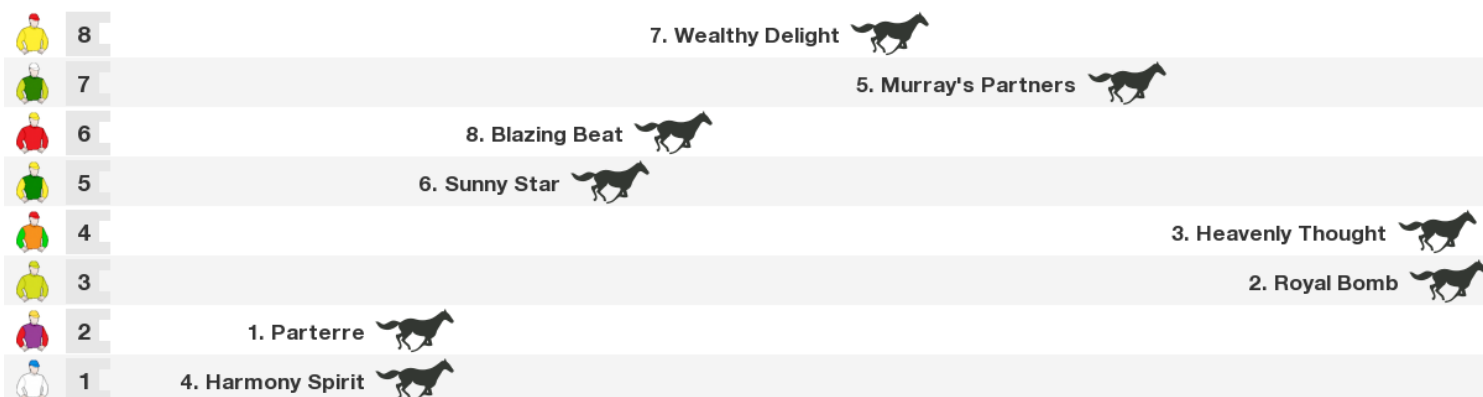 8 7. Wealthy Delight
7 5. Murray's Partners
6 8. Blazing Beat
5 6. Sunny Star
4 3. Heavenly Thought
3 2. Royal Bomb
2 1. Parterre
1 4. Harmony Spirit